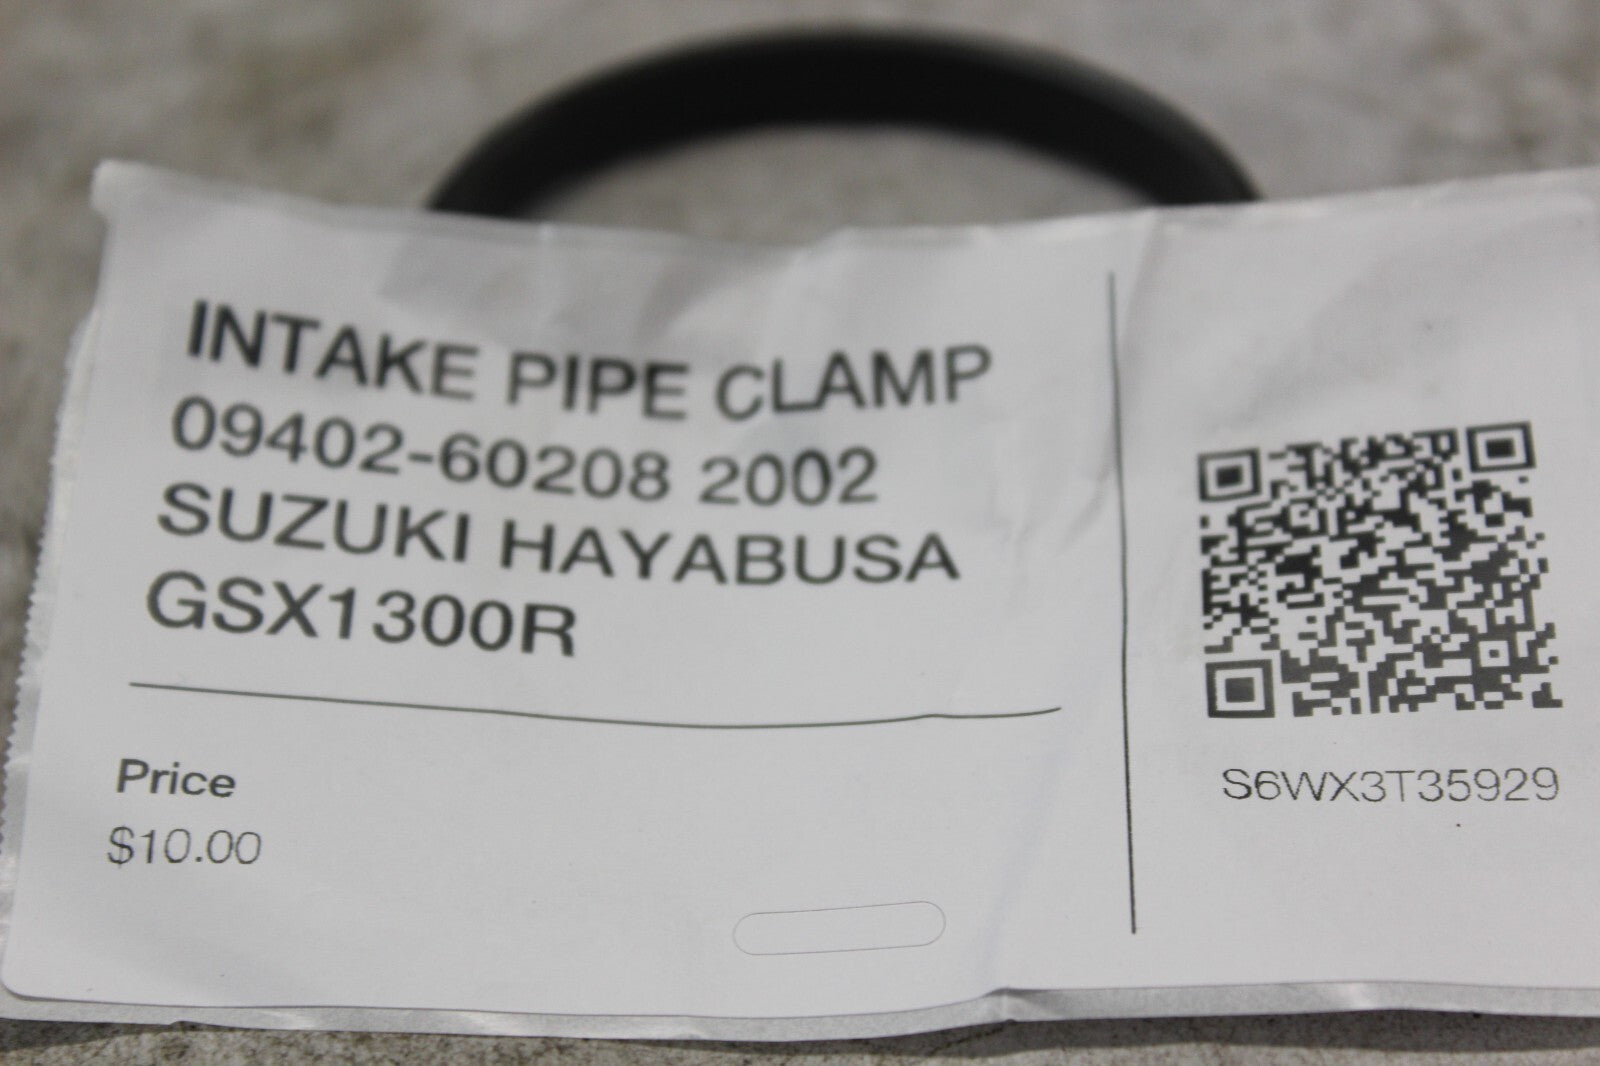 INTAKE PIPE CLAMP
09402-60208 2002
SUZUKI HAYABUSA
GSX1300R
Price
$10.00
S6WX3T35929